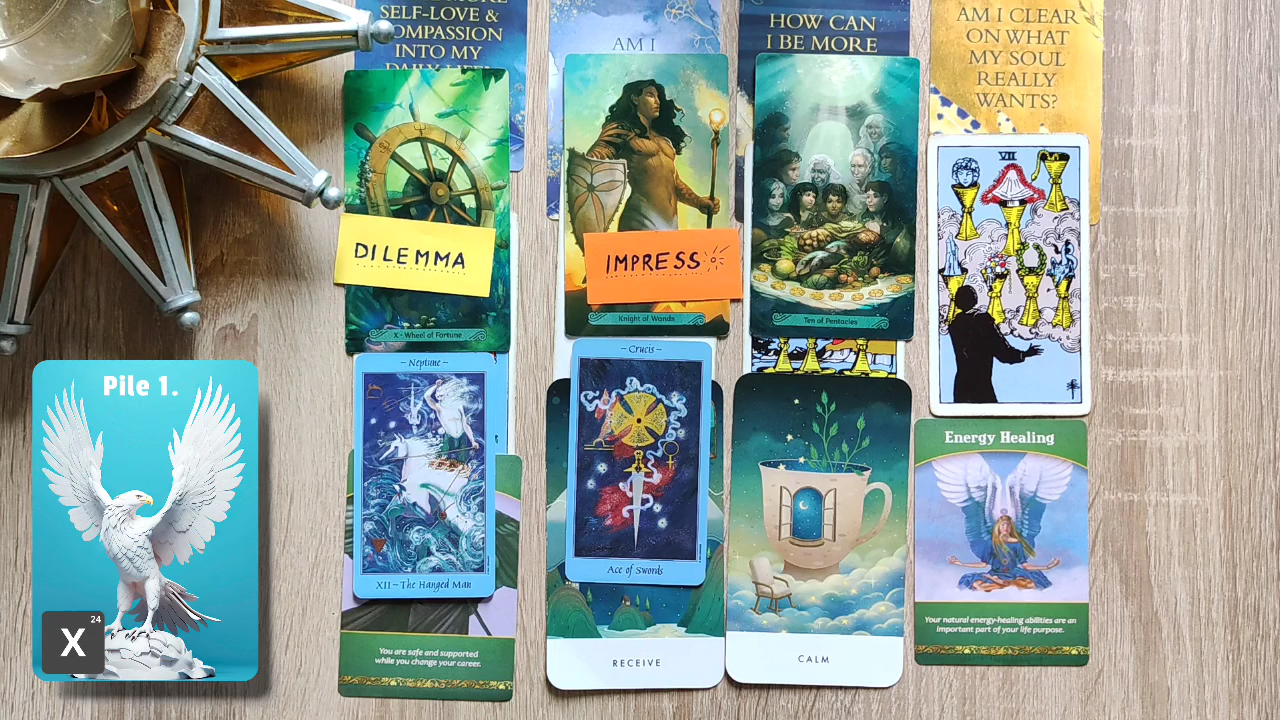 SELF-LOVE &
COMPASSION
INTO MY
DAILY LIFE?
AM I
HOW CAN
I BE MORE
AM I CLEAR
ON WHAT
MY SOUL
REALLY
WANTS?
X - Wheel of Fortune
DILEMMA
Knight of Wands
IMPRESS
Ten of Pentacles
VII
~ Neptune ~
XII ~ The Hanged Man
You are safe and supported
while you change your career.
~ Crucis ~
Ace of Swords
RECEIVE
CALM
Energy Healing
Your natural energy-healing abilities are an
important part of your life purpose.
Pile 1.
X
24